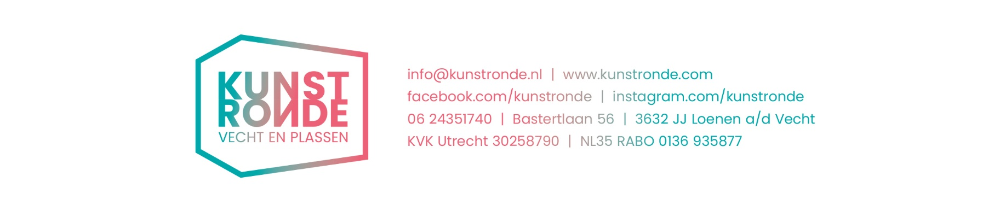 KUNST
RONDE
VECHT EN PLASSEN
info@kunstronde.nl | www.kunstronde.com
facebook.com/kunstronde | instagram.com/kunstronde
06 24351740 | Bastertlaan 56 | 3632 JJ Loenen a/d Vecht
KVK Utrecht 30258790 | NL35 RABO 0136 935877